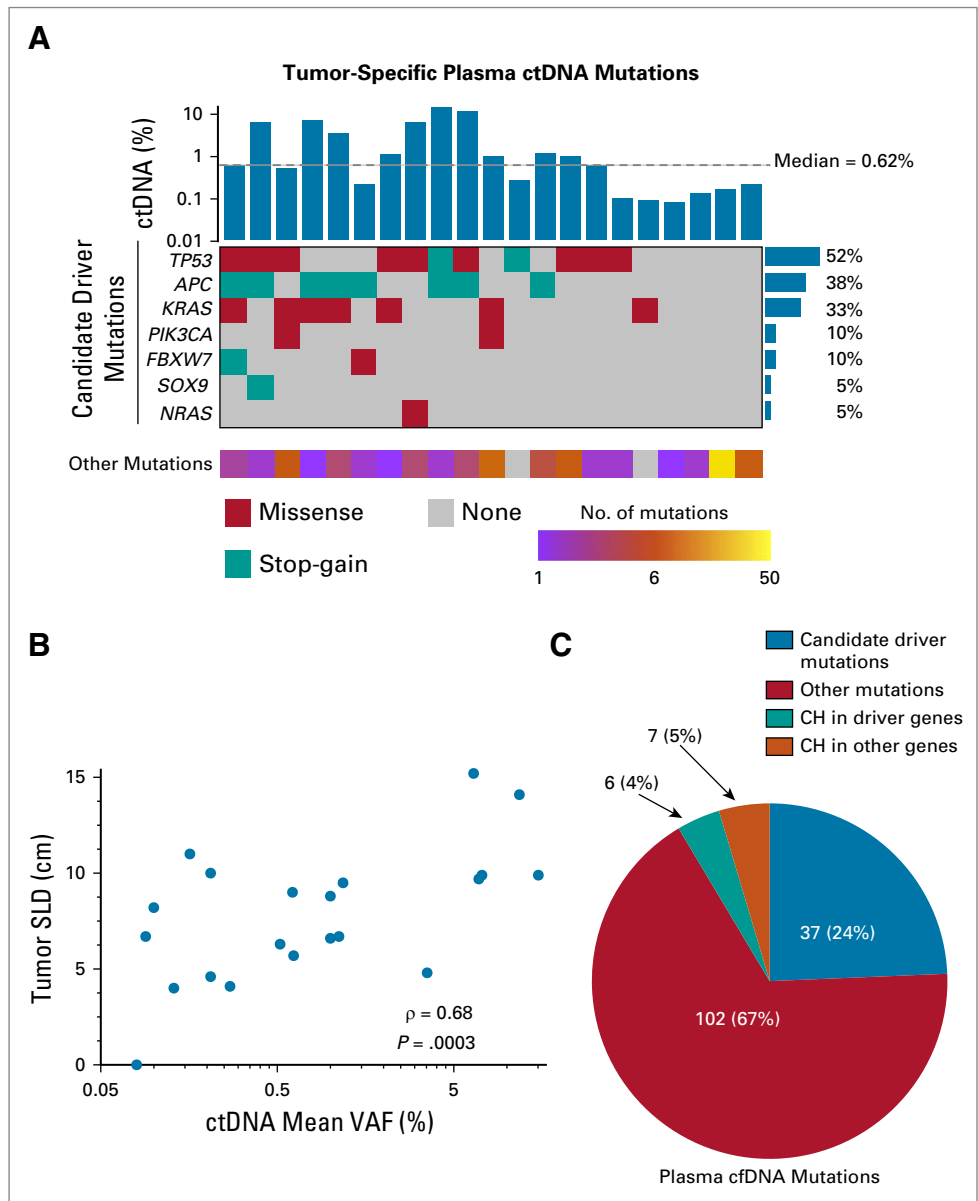 A
Tumor-Specific Plasma ctDNA Mutations
ctDNA (%)
10
1
0.1
0.01
Median = 0.62%
Candidate Driver
Mutations
TP53
52%
APC
38%
KRAS
33%
PIK3CA
10%
FBXW7
10%
SOX9
5%
NRAS
5%
Other Mutations
Missense
None
Stop-gain
No. of mutations
1
6
50
B
Tumor SLD (cm)
15
10
5
0
0.05
0.5
5
ρ = 0.68
P = .0003
ctDNA Mean VAF (%)
C
Candidate driver
mutations
Other mutations
CH in driver genes
CH in other genes
7 (5%)
6 (4%)
37 (24%)
102 (67%)
Plasma cfDNA Mutations